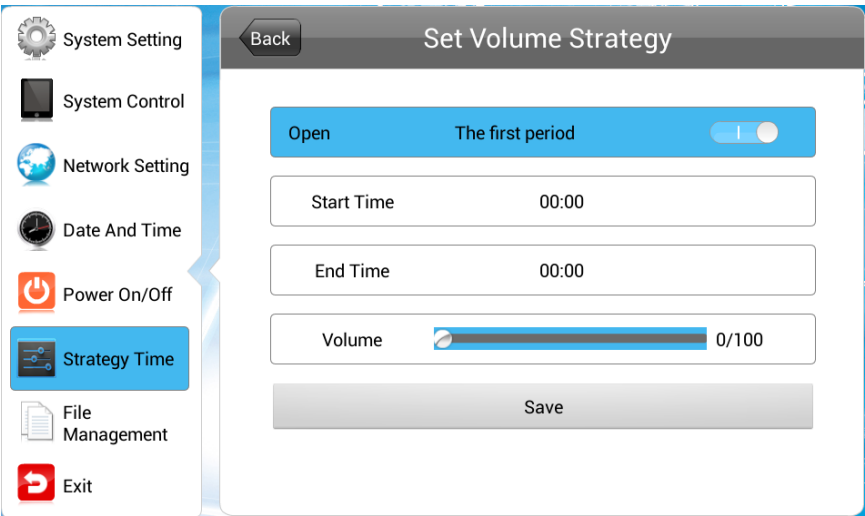 System Setting
System Control
Network Setting
Date And Time
Power On/Off
Strategy Time
File
Management
Exit
Back
Set Volume Strategy
Open The first period
Start Time 00:00
End Time 00:00
Volume 0/100
Save